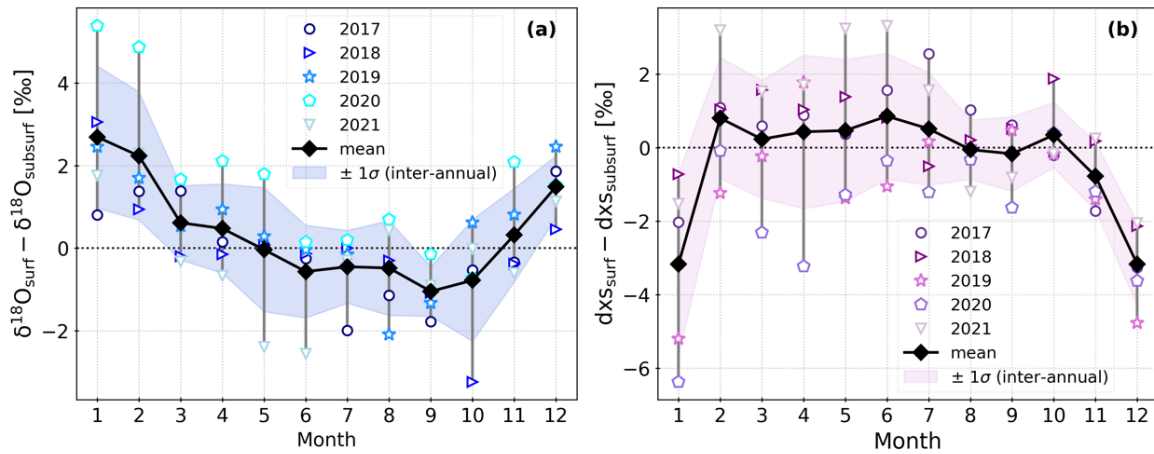 (a)
2017
2018
2019
2020
2021
mean
± 1σ (inter-annual)
δ¹⁸O_surf − δ¹⁸O_subsurf [‰]
4
2
0
−2
1 2 3 4 5 6 7 8 9 10 11 12
Month
(b)
dxs_surf − dxs_subsurf [‰]
2
0
−2
−4
−6
2017
2018
2019
2020
2021
mean
± 1σ (inter-annual)
1 2 3 4 5 6 7 8 9 10 11 12
Month